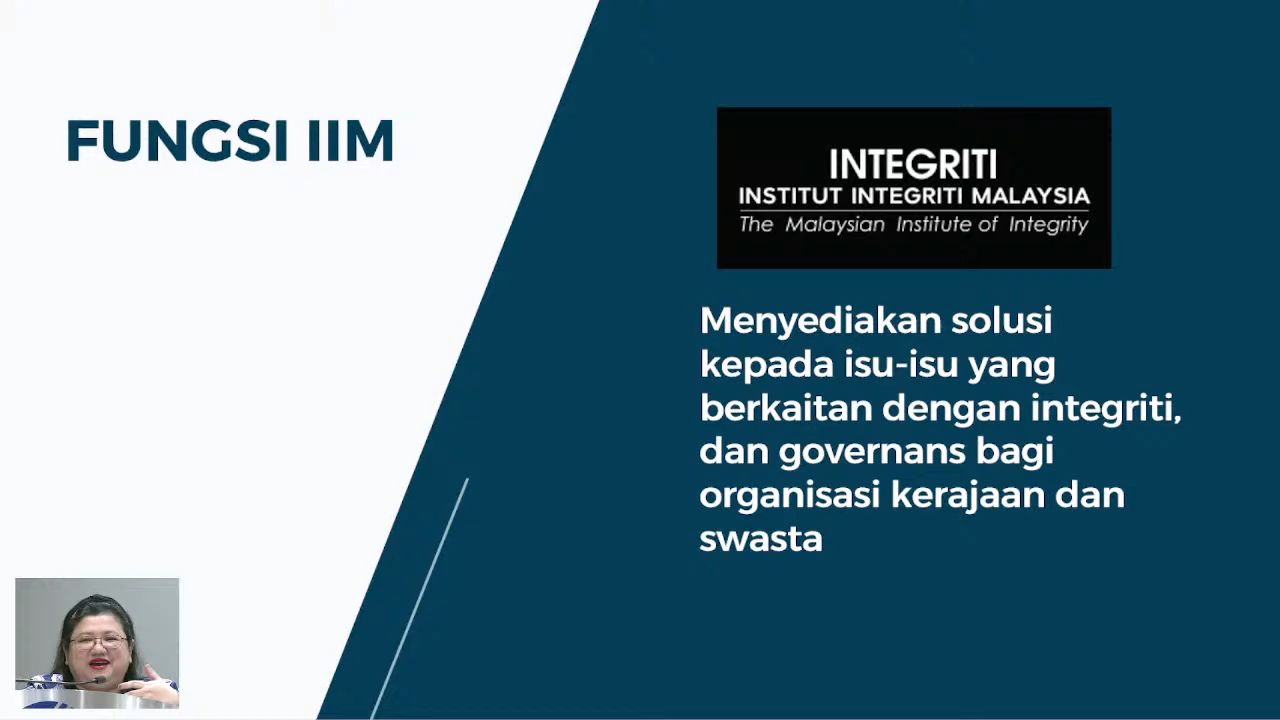 FUNGSI IIM
INTEGRITI
INSTITUT INTEGRITI MALAYSIA
The Malaysian Institute of Integrity
Menyediakan solusi
kepada isu-isu yang
berkaitan dengan integriti,
dan governans bagi
organisasi kerajaan dan
swasta